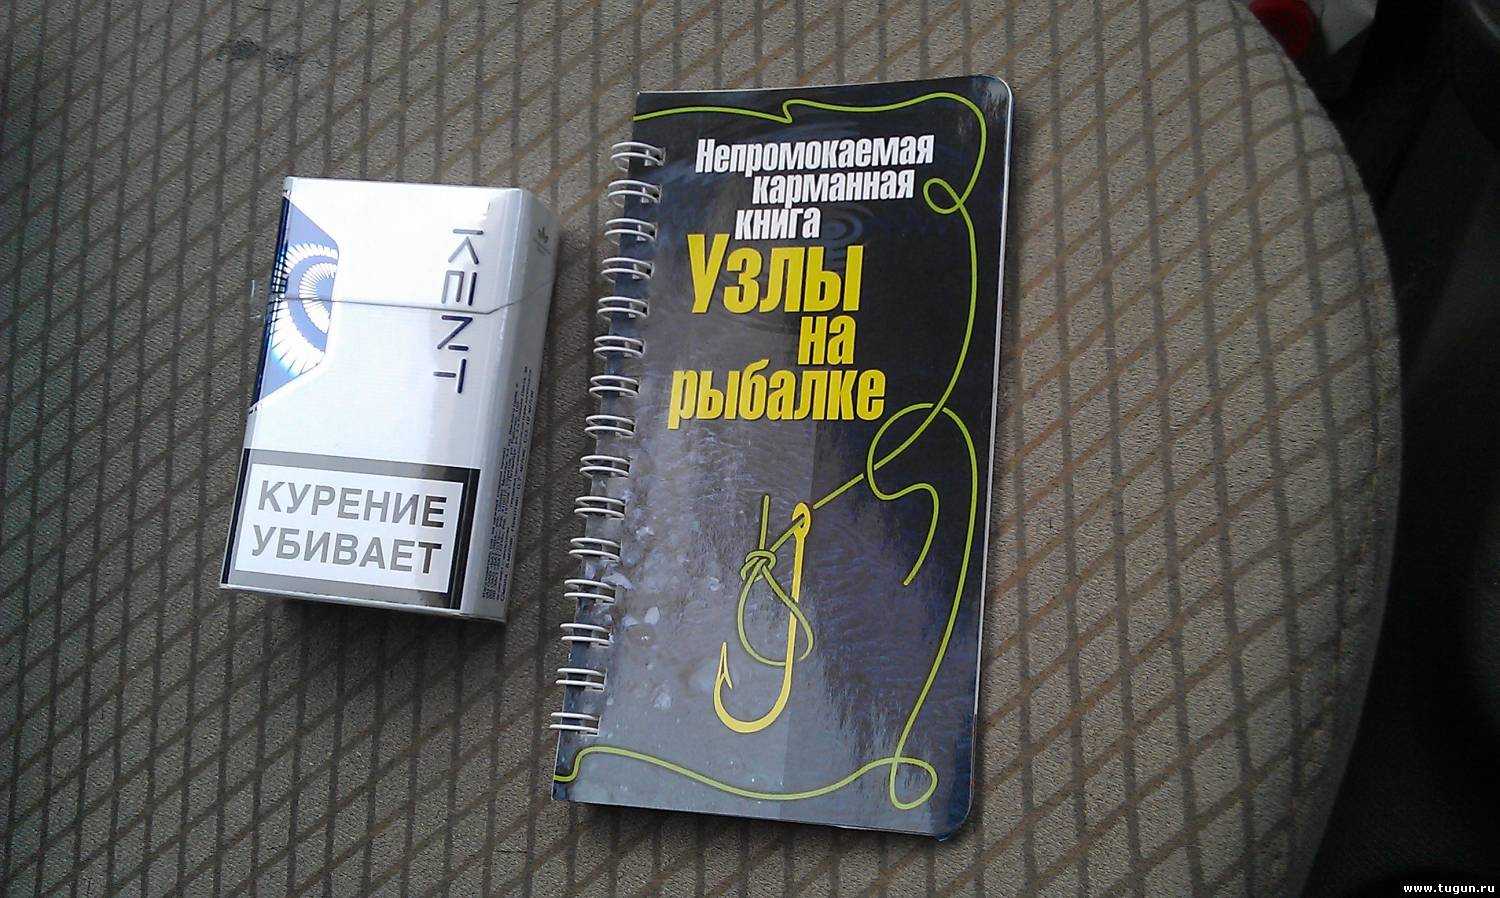 KENT
КУРЕНИЕ
УБИВАЕТ
Непромокаемая
карманная
книга
Узлы
на
рыбалке
www.tugun.ru